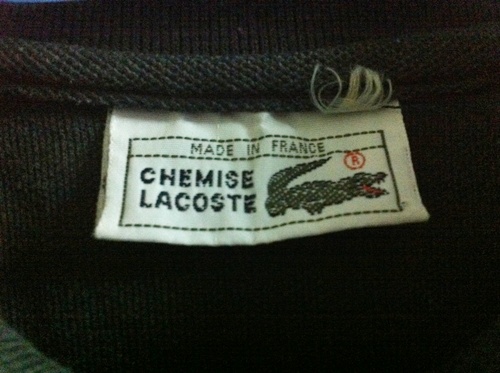 MADE IN FRANCE
CHEMISE
LACOSTE ®